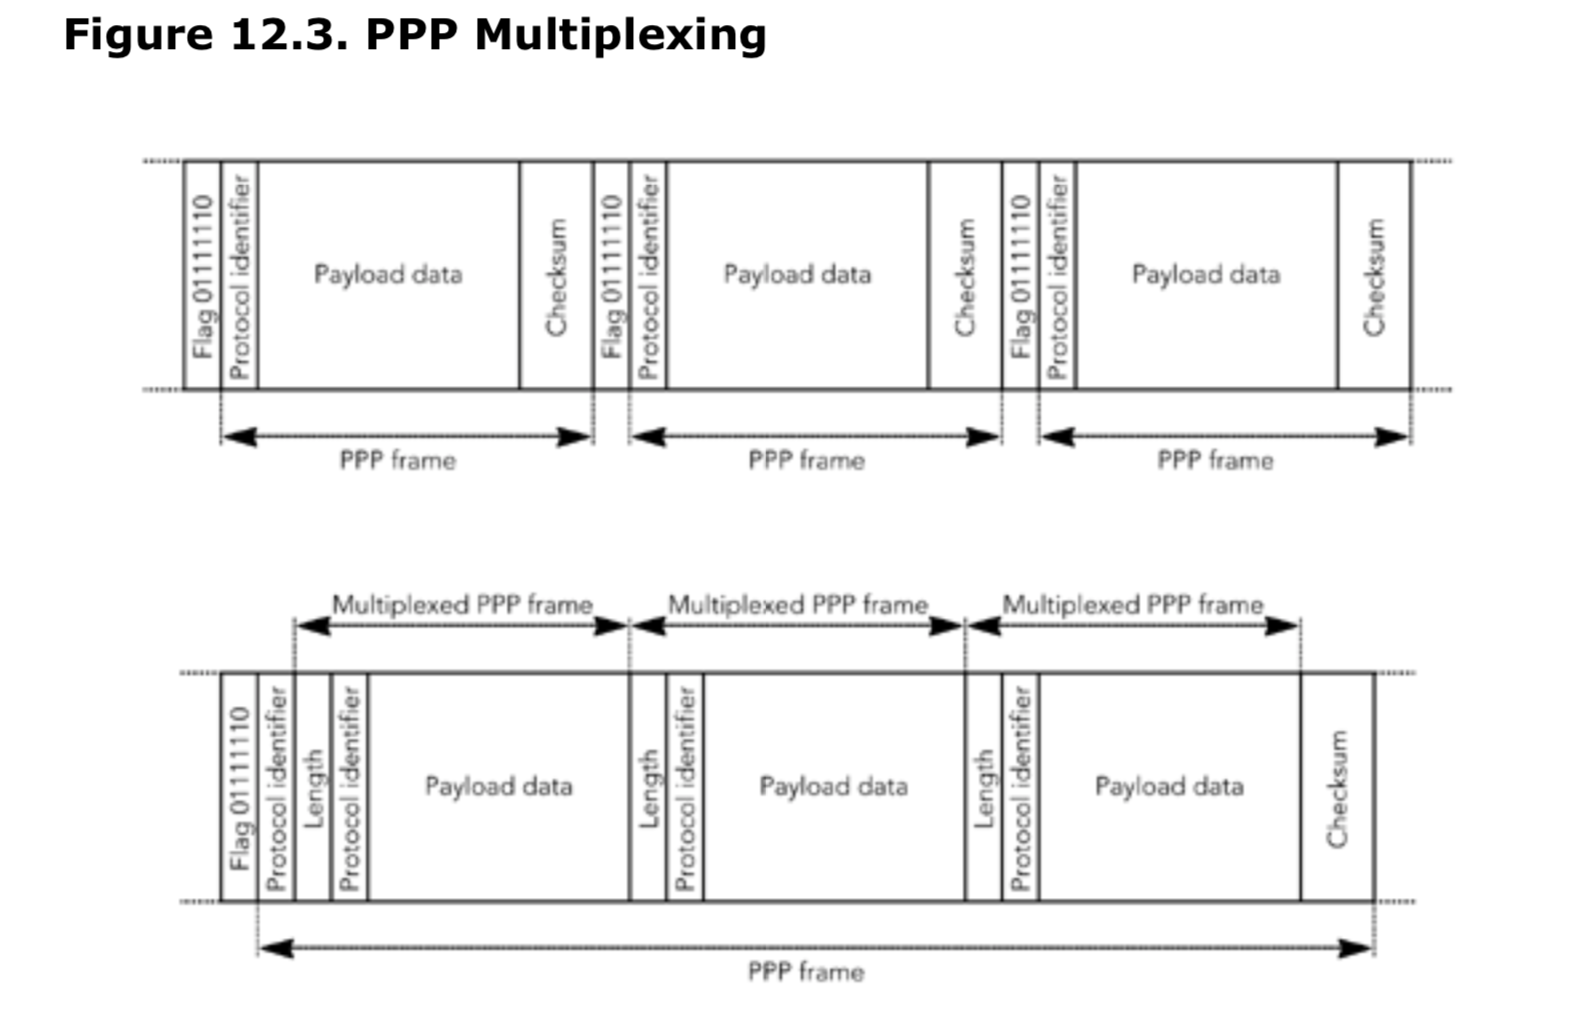 Figure 12.3. PPP Multiplexing
Flag 01111110
Protocol identifier
Payload data
Checksum
Flag 01111110
Protocol identifier
Payload data
Checksum
Flag 01111110
Protocol identifier
Payload data
Checksum
PPP frame
PPP frame
PPP frame
Multiplexed PPP frame
Multiplexed PPP frame
Multiplexed PPP frame
Flag 01111110
Protocol identifier
Length
Protocol identifier
Payload data
Length
Protocol identifier
Payload data
Length
Protocol identifier
Payload data
Checksum
PPP frame